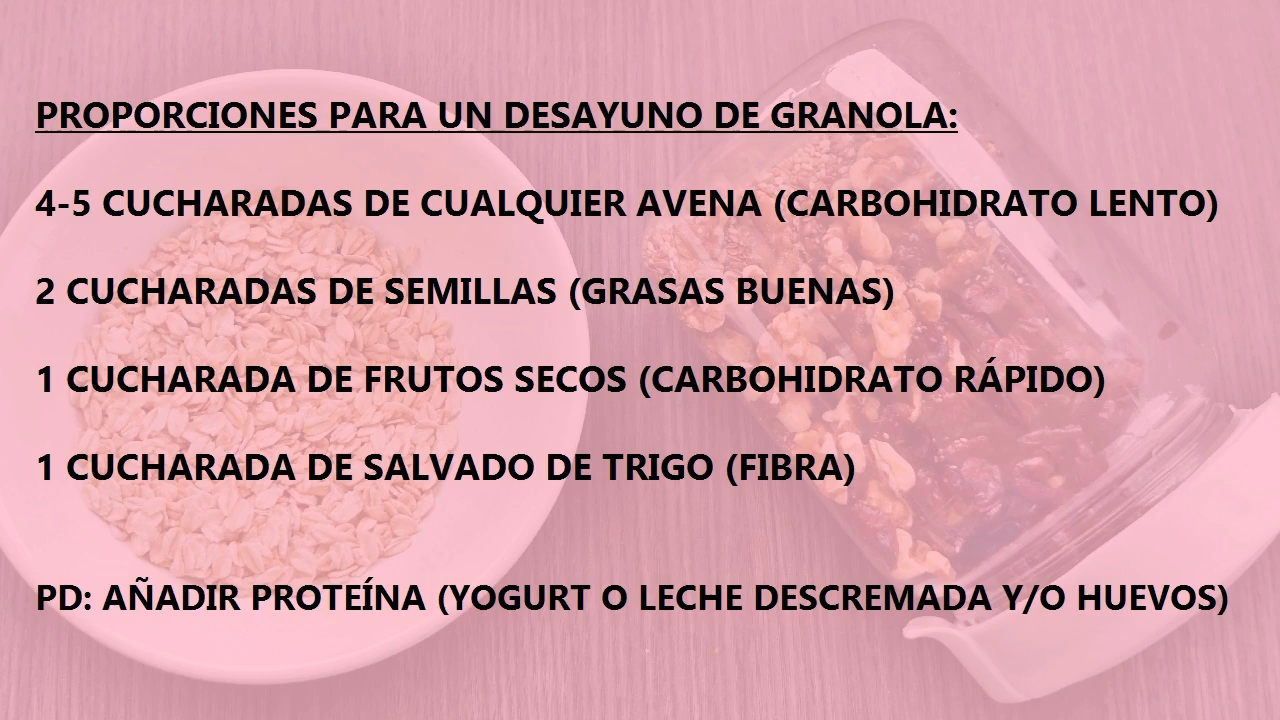 PROPORCIONES PARA UN DESAYUNO DE GRANOLA:
4-5 CUCHARADAS DE CUALQUIER AVENA (CARBOHIDRATO LENTO)
2 CUCHARADAS DE SEMILLAS (GRASAS BUENAS)
1 CUCHARADA DE FRUTOS SECOS (CARBOHIDRATO RÁPIDO)
1 CUCHARADA DE SALVADO DE TRIGO (FIBRA)
PD: AÑADIR PROTEÍNA (YOGURT O LECHE DESCREMADA Y/O HUEVOS)